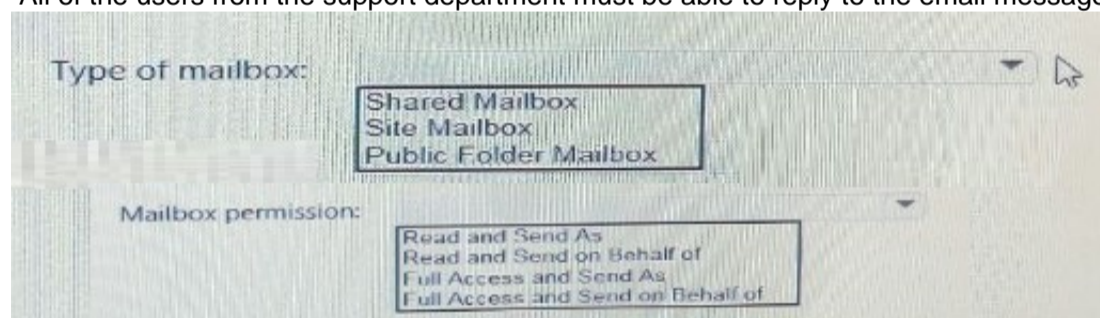 All of the users from the support department must be able to reply to the email message
Type of mailbox:
Shared Mailbox
Site Mailbox
Public Folder Mailbox
Mailbox permission:
Read and Send As
Read and Send on Behalf of
Full Access and Send As
Full Access and Send on Behalf of